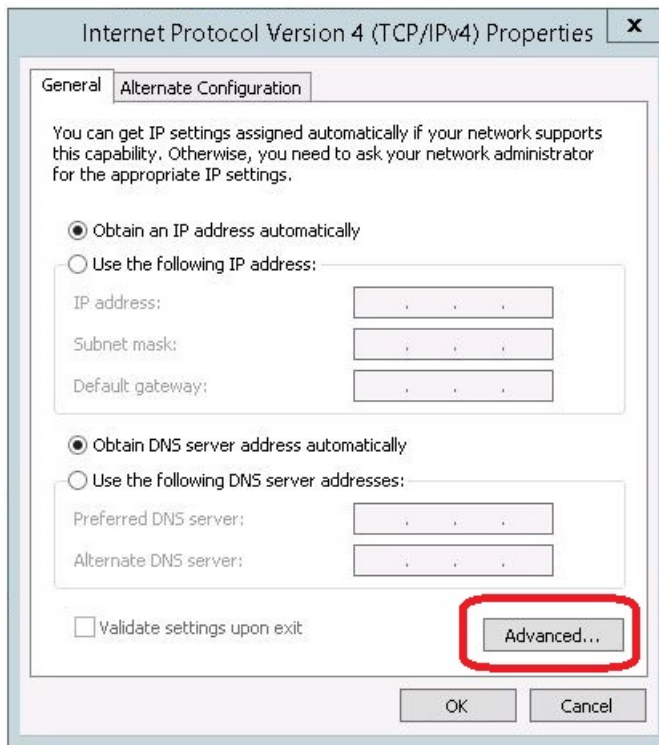 Internet Protocol Version 4 (TCP/IPv4) Properties
x
General
Alternate Configuration
You can get IP settings assigned automatically if your network supports
this capability. Otherwise, you need to ask your network administrator
for the appropriate IP settings.
Obtain an IP address automatically
Use the following IP address:
IP address:
Subnet mask:
Default gateway:
Obtain DNS server address automatically
Use the following DNS server addresses:
Preferred DNS server:
Alternate DNS server:
Validate settings upon exit
Advanced...
OK
Cancel